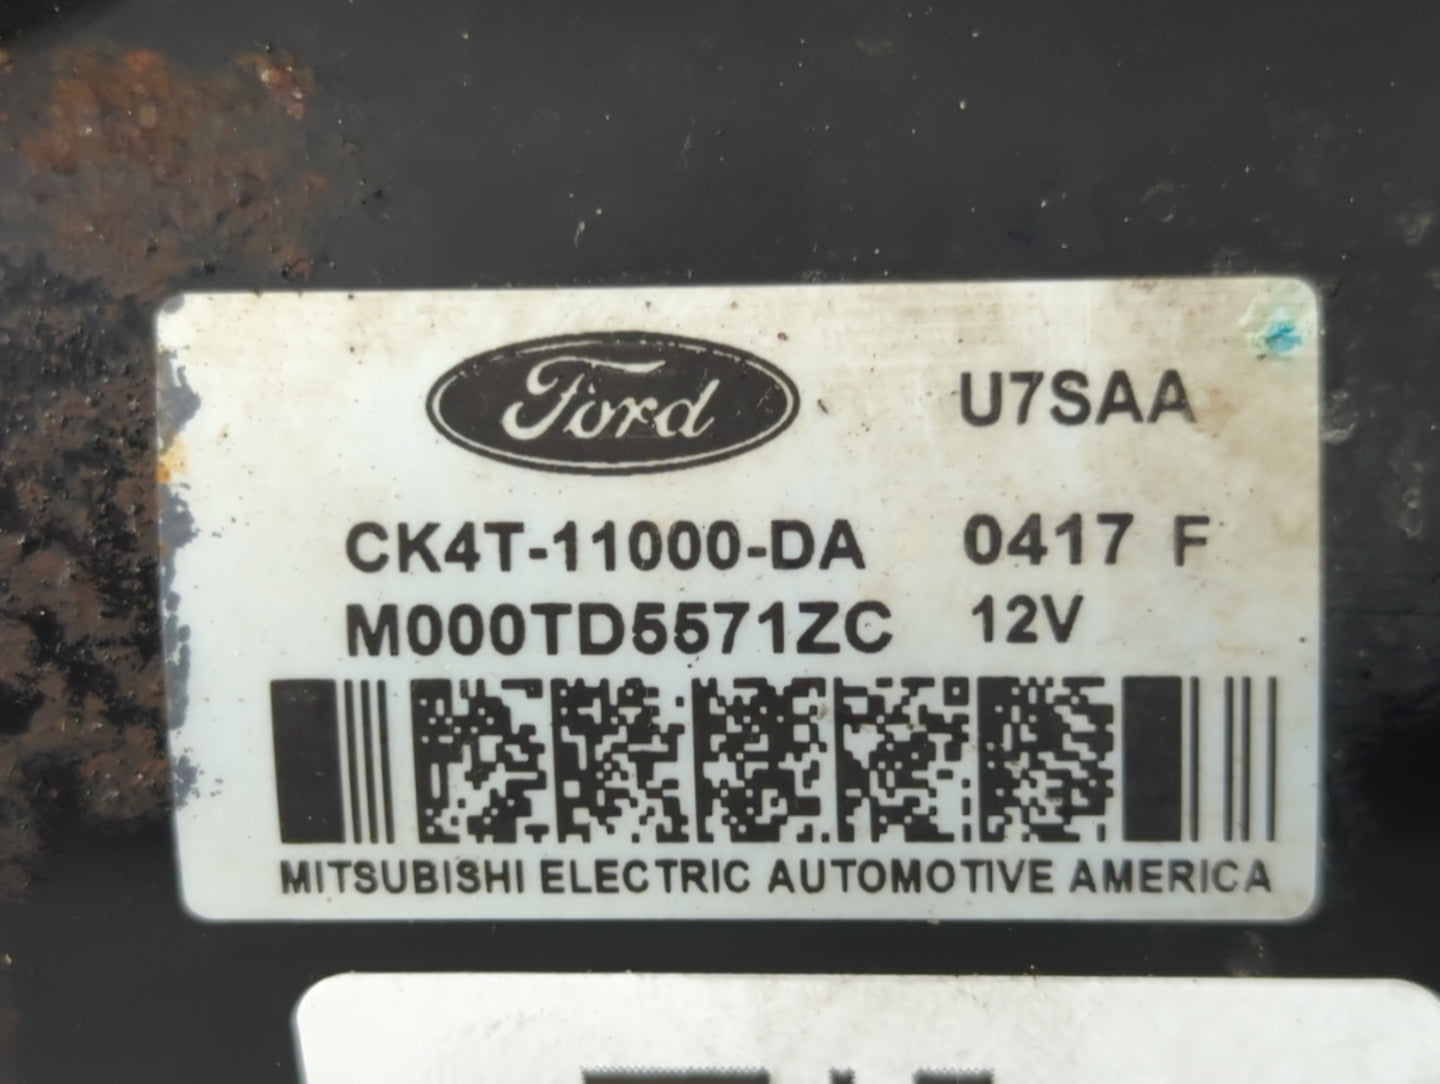 Ford
U7SAA
CK4T-11000-DA 0417 F
M000TD5571ZC 12V
MITSUBISHI ELECTRIC AUTOMOTIVE AMERICA